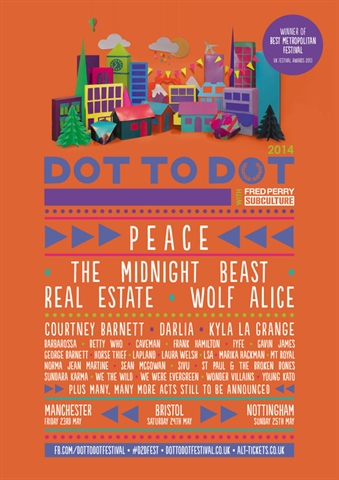 WINNER OF
BEST METROPOLITAN
FESTIVAL
UK FESTIVAL AWARDS 2013
2014
DOT TO DOT
WITH FRED PERRY
SUBCULTURE
PEACE
• THE MIDNIGHT BEAST •
REAL ESTATE • WOLF ALICE
COURTNEY BARNETT • DARLIA • KYLA LA GRANGE
BARBAROSSA • BETTY WHO • CAVEMAN • FRANK HAMILTON • FYFE • GAVIN JAMES
GEORGE BARNETT • HORSE THIEF • LAPLAND • LAURA WELSH • LSA • MARIKA HACKMAN • MT ROYAL
NORMA JEAN MARTINE • SEAN MCGOWAN • SIVU • ST PAUL & THE BROKEN BONES
SUNDARA KARMA • WE THE WILD • WE WERE EVERGREEN • WONDER VILLAINS • YOUNG KATO
PLUS MANY, MANY MORE ACTS STILL TO BE ANNOUNCED
MANCHESTER BRISTOL NOTTINGHAM
FRIDAY 23RD MAY SATURDAY 24TH MAY SUNDAY 25TH MAY
FB.COM/DOTTODOTFESTIVAL • #D2DFEST • DOTTODOTFESTIVAL.CO.UK • ALT-TICKETS.CO.UK